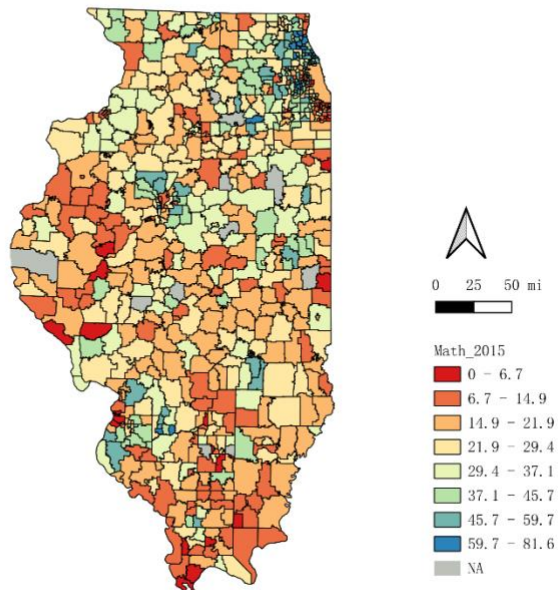 0 25 50 mi
Math_2015
0 - 6.7
6.7 - 14.9
14.9 - 21.9
21.9 - 29.4
29.4 - 37.1
37.1 - 45.7
45.7 - 59.7
59.7 - 81.6
NA